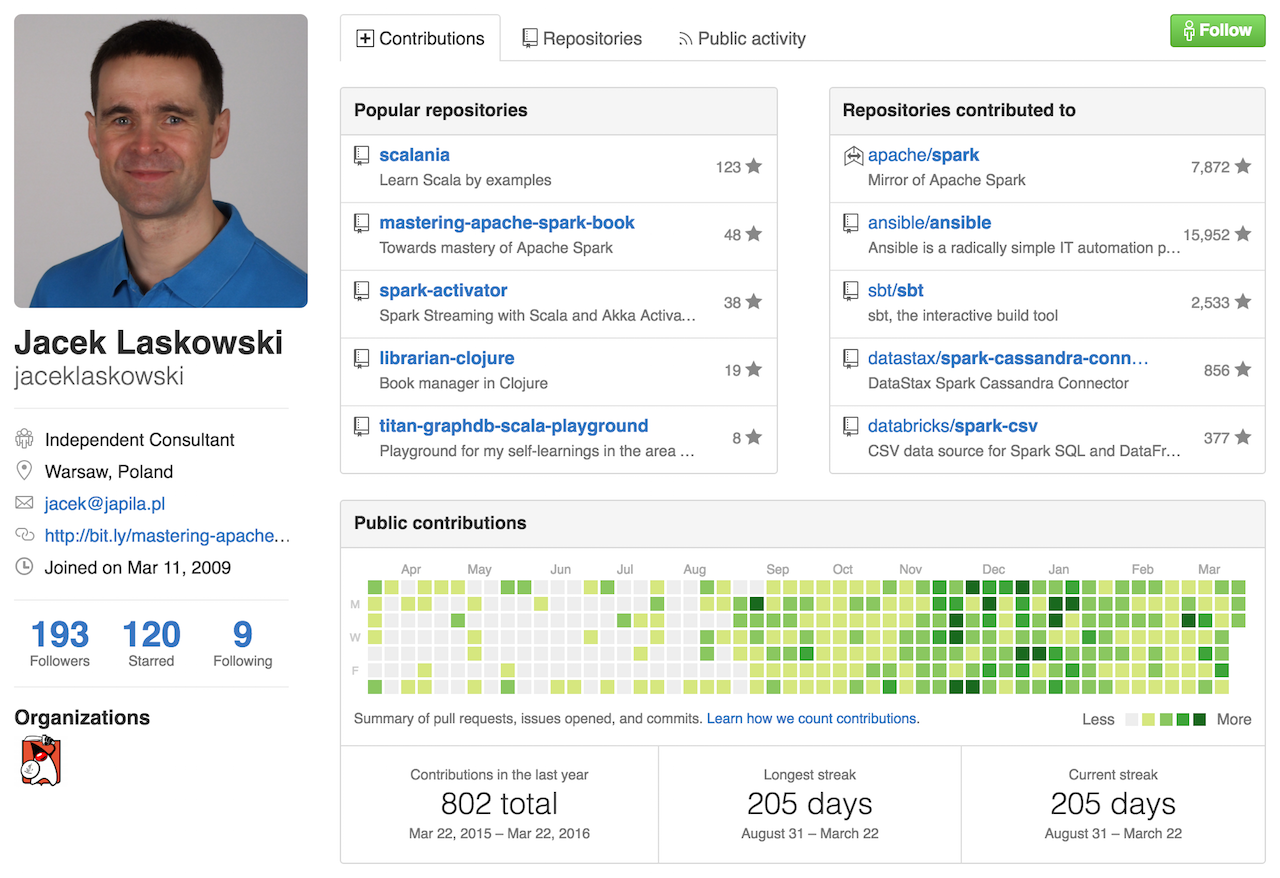 Contributions
Repositories
Public activity
Follow
Jacek Laskowski
jaceklaskowski
Independent Consultant
Warsaw, Poland
jacek@japila.pl
http://bit.ly/mastering-apache...
Joined on Mar 11, 2009
193
Followers
120
Starred
9
Following
Organizations
Popular repositories
scalania
Learn Scala by examples
123
mastering-apache-spark-book
Towards mastery of Apache Spark
48
spark-activator
Spark Streaming with Scala and Akka Activa...
38
librarian-clojure
Book manager in Clojure
19
titan-graphdb-scala-playground
Playground for my self-learnings in the area ...
8
Repositories contributed to
apache/spark
Mirror of Apache Spark
7,872
ansible/ansible
Ansible is a radically simple IT automation p...
15,952
sbt/sbt
sbt, the interactive build tool
2,533
datastax/spark-cassandra-conn...
DataStax Spark Cassandra Connector
856
databricks/spark-csv
CSV data source for Spark SQL and DataFr...
377
Public contributions
Apr May Jun Jul Aug Sep Oct Nov Dec Jan Feb Mar
M
W
F
Summary of pull requests, issues opened, and commits. Learn how we count contributions.
Less More
Contributions in the last year
802 total
Mar 22, 2015 – Mar 22, 2016
Longest streak
205 days
August 31 – March 22
Current streak
205 days
August 31 – March 22